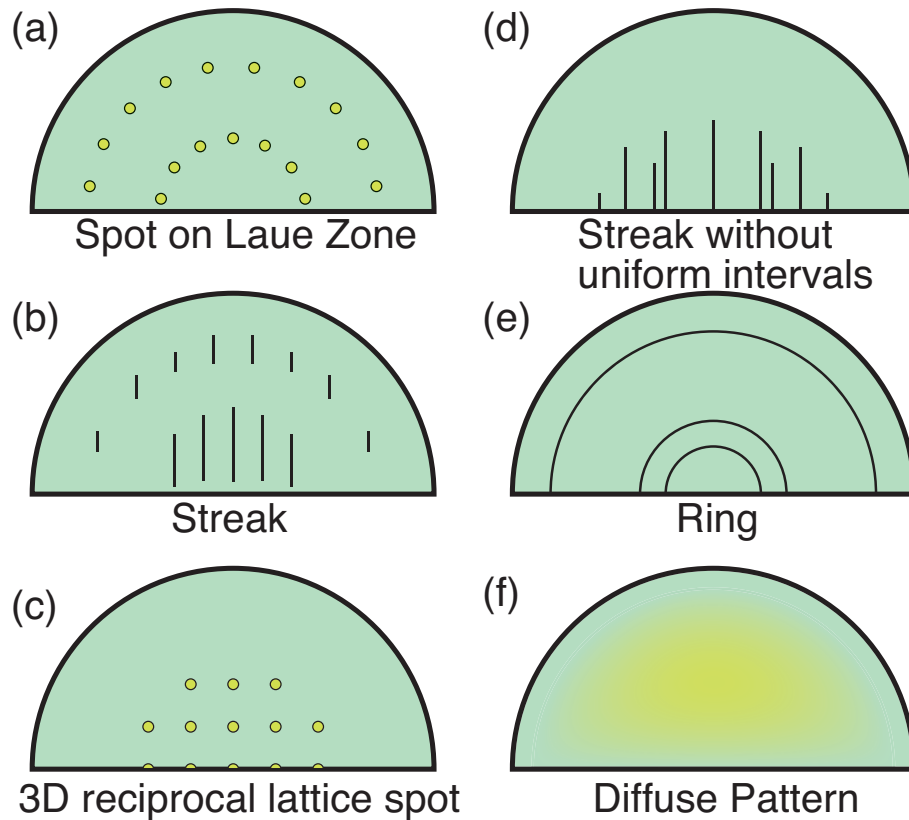 (a)
Spot on Laue Zone
(b)
Streak
(c)
3D reciprocal lattice spot
(d)
Streak without
uniform intervals
(e)
Ring
(f)
Diffuse Pattern